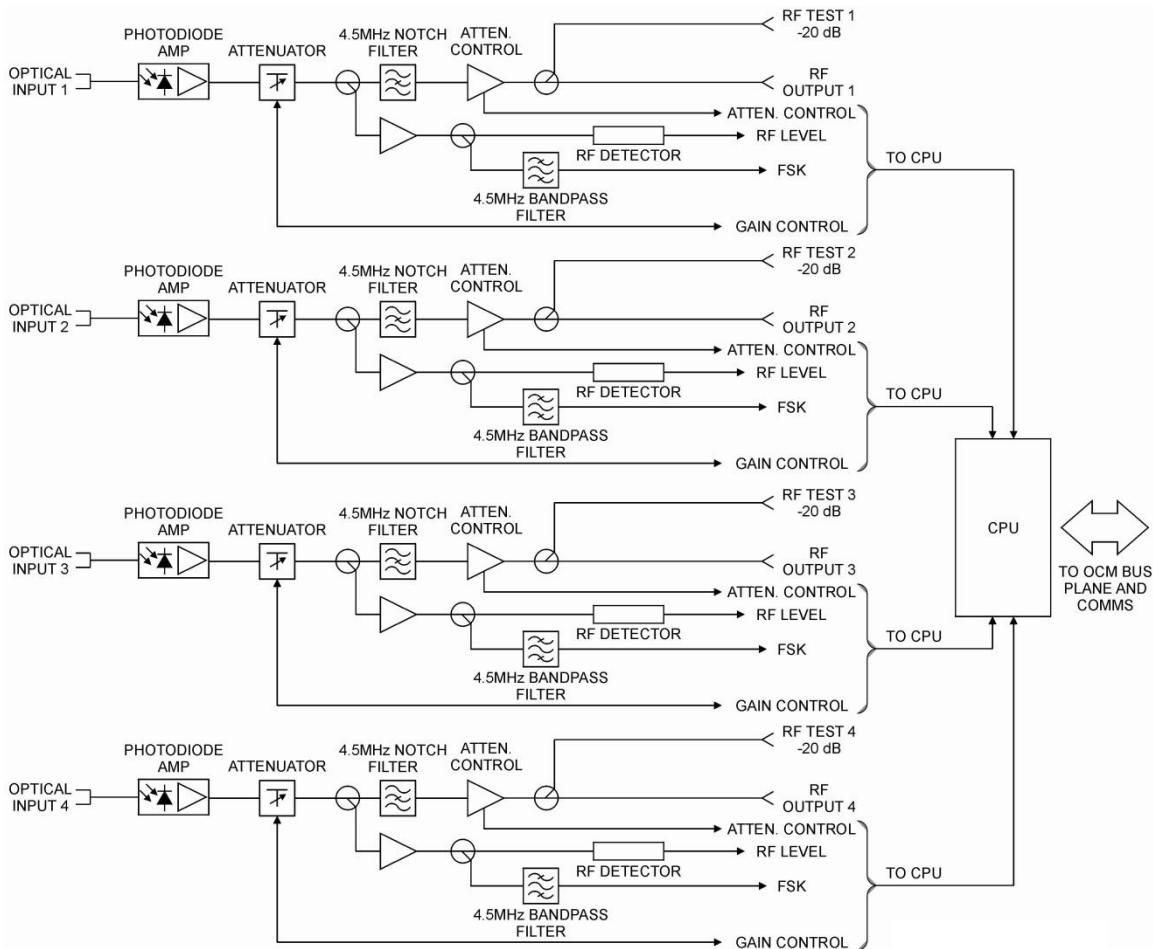 RF TEST 1
-20 dB
PHOTODIODE
AMP
ATTENUATOR
4.5MHz NOTCH
FILTER
ATTEN.
CONTROL
OPTICAL
INPUT 1
RF
OUTPUT 1
ATTEN. CONTROL
RF LEVEL
RF DETECTOR
TO CPU
FSK
4.5MHz BANDPASS
FILTER
GAIN CONTROL
RF TEST 2
-20 dB
PHOTODIODE
AMP
ATTENUATOR
4.5MHz NOTCH
FILTER
ATTEN.
CONTROL
OPTICAL
INPUT 2
RF
OUTPUT 2
ATTEN. CONTROL
RF LEVEL
RF DETECTOR
TO CPU
FSK
4.5MHz BANDPASS
FILTER
GAIN CONTROL
RF TEST 3
-20 dB
PHOTODIODE
AMP
ATTENUATOR
4.5MHz NOTCH
FILTER
ATTEN.
CONTROL
OPTICAL
INPUT 3
RF
OUTPUT 3
ATTEN. CONTROL
RF LEVEL
RF DETECTOR
TO CPU
FSK
4.5MHz BANDPASS
FILTER
GAIN CONTROL
CPU
TO OCM BUS
PLANE AND
COMMS
RF TEST 4
-20 dB
PHOTODIODE
AMP
ATTENUATOR
4.5MHz NOTCH
FILTER
ATTEN.
CONTROL
OPTICAL
INPUT 4
RF
OUTPUT 4
ATTEN. CONTROL
RF LEVEL
RF DETECTOR
TO CPU
FSK
4.5MHz BANDPASS
FILTER
GAIN CONTROL